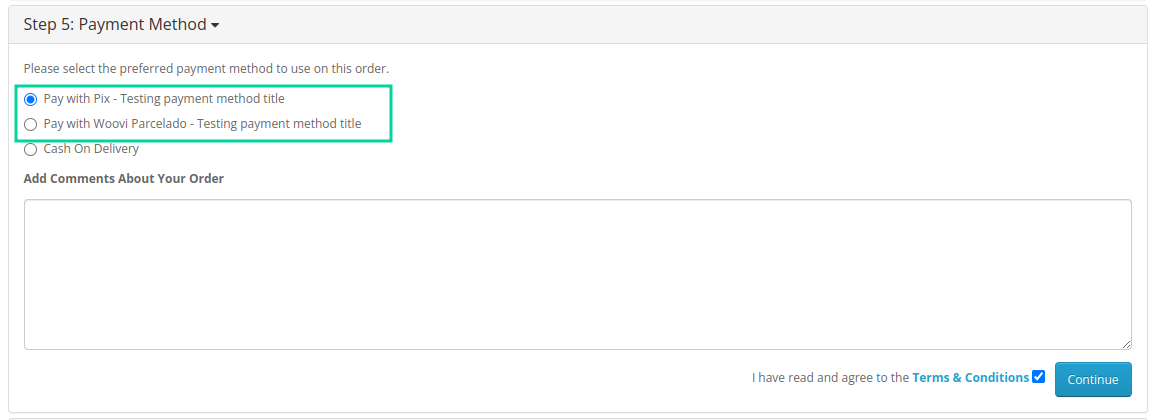 Step 5: Payment Method
Please select the preferred payment method to use on this order.
Pay with Pix - Testing payment method title
Pay with Woovi Parcelado - Testing payment method title
Cash On Delivery
Add Comments About Your Order
I have read and agree to the Terms & Conditions
Continue